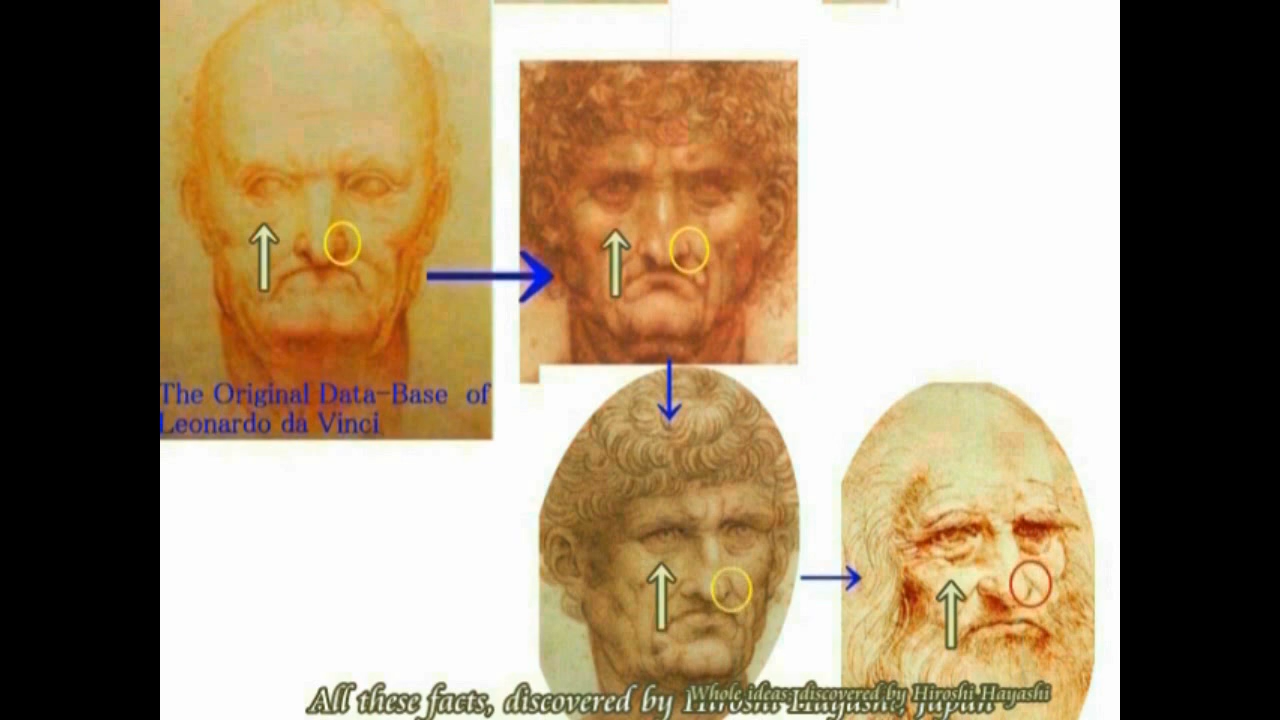 The Original Data-Base of
Leonardo da Vinci
Whole ideas, discovered by Hiroshi Hayashi
All these facts, discovered by Hiroshi Hayashi, Japan